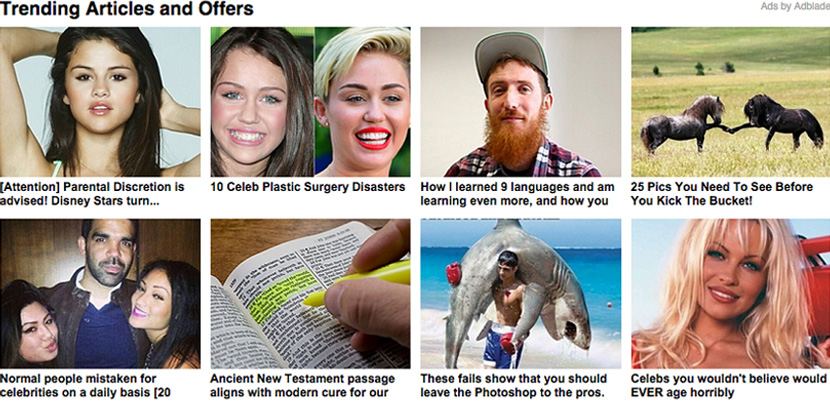 Trending Articles and Offers
Ads by Adblade
[Attention] Parental Discretion is
advised! Disney Stars turn...
10 Celeb Plastic Surgery Disasters
How I learned 9 languages and am
learning even more, and how you
25 Pics You Need To See Before
You Kick The Bucket!
Normal people mistaken for
celebrities on a daily basis [20
Ancient New Testament passage
aligns with modern cure for our
These fails show that you should
leave the Photoshop to the pros.
Celebs you wouldn't believe would
EVER age horribly